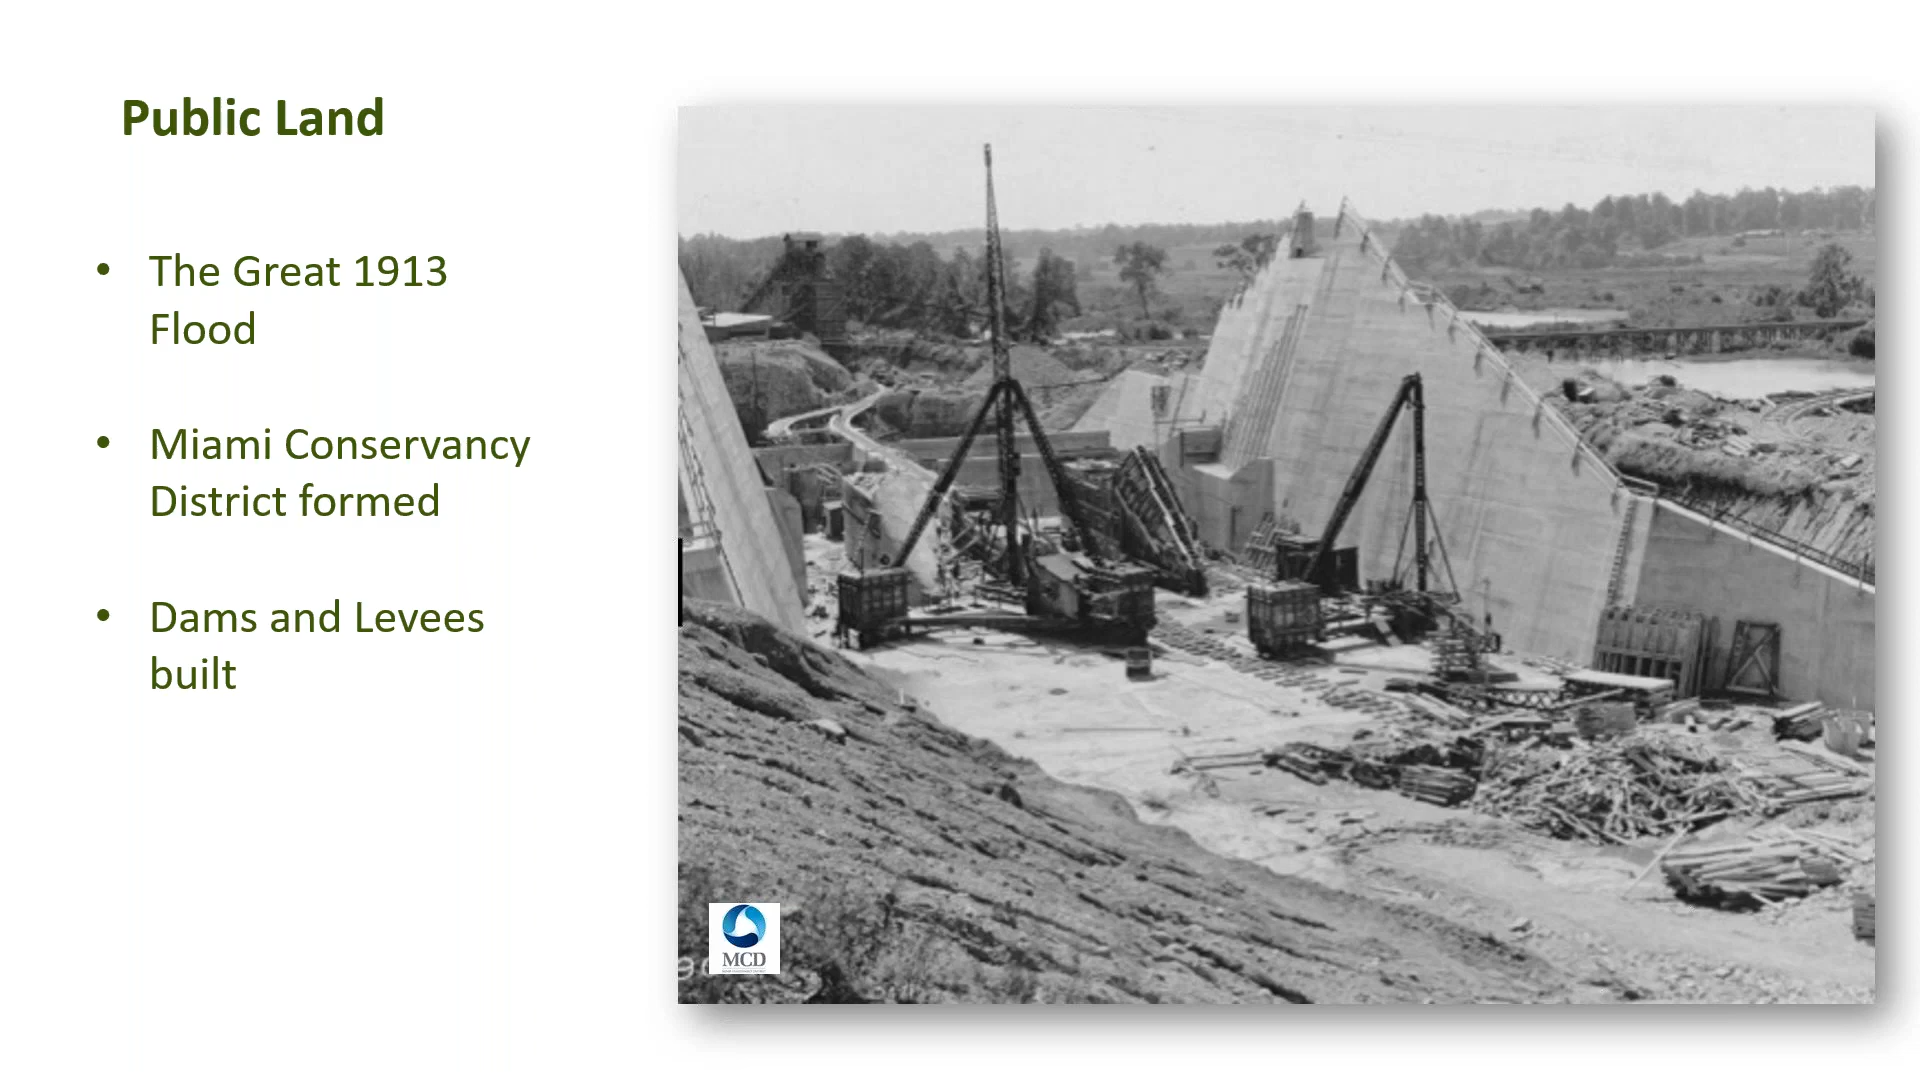 Public Land
• The Great 1913
Flood
• Miami Conservancy
District formed
• Dams and Levees
built
MCD